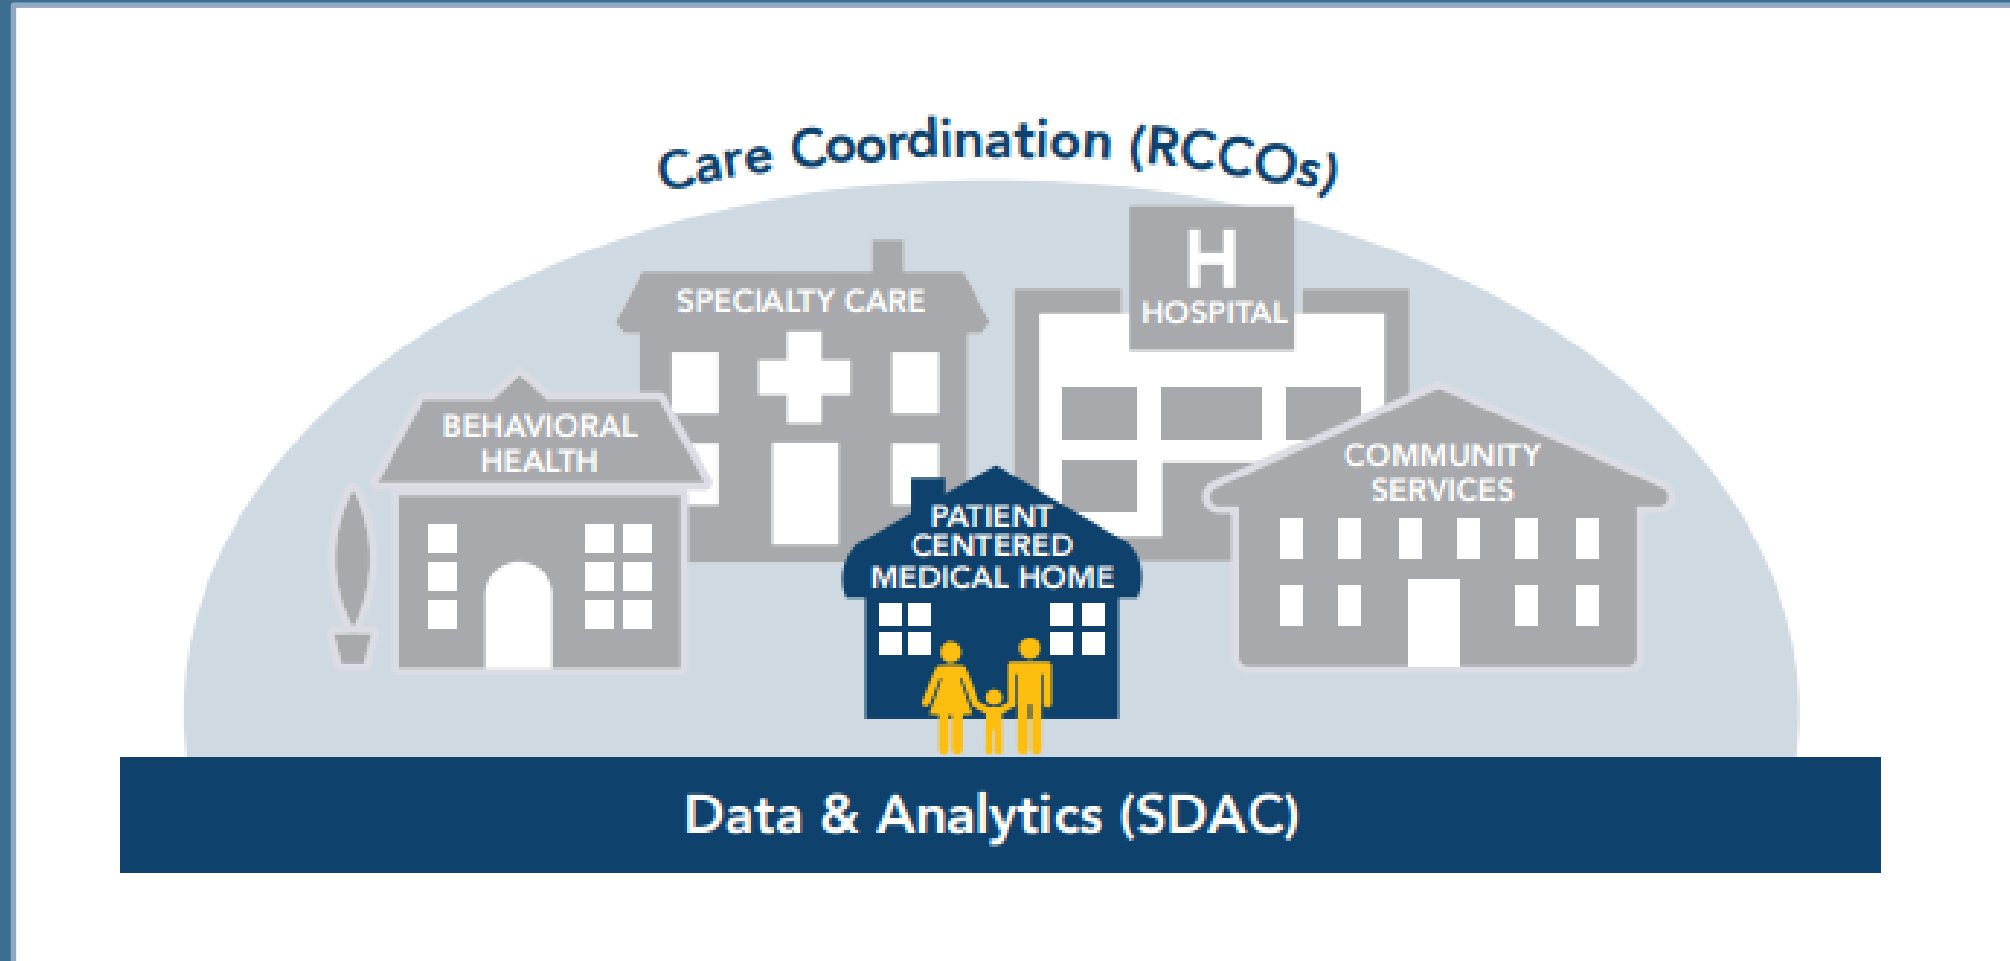 Care Coordination (RCCOs)
SPECIALTY CARE
H
HOSPITAL
BEHAVIORAL
HEALTH
COMMUNITY
SERVICES
PATIENT
CENTERED
MEDICAL HOME
Data & Analytics (SDAC)